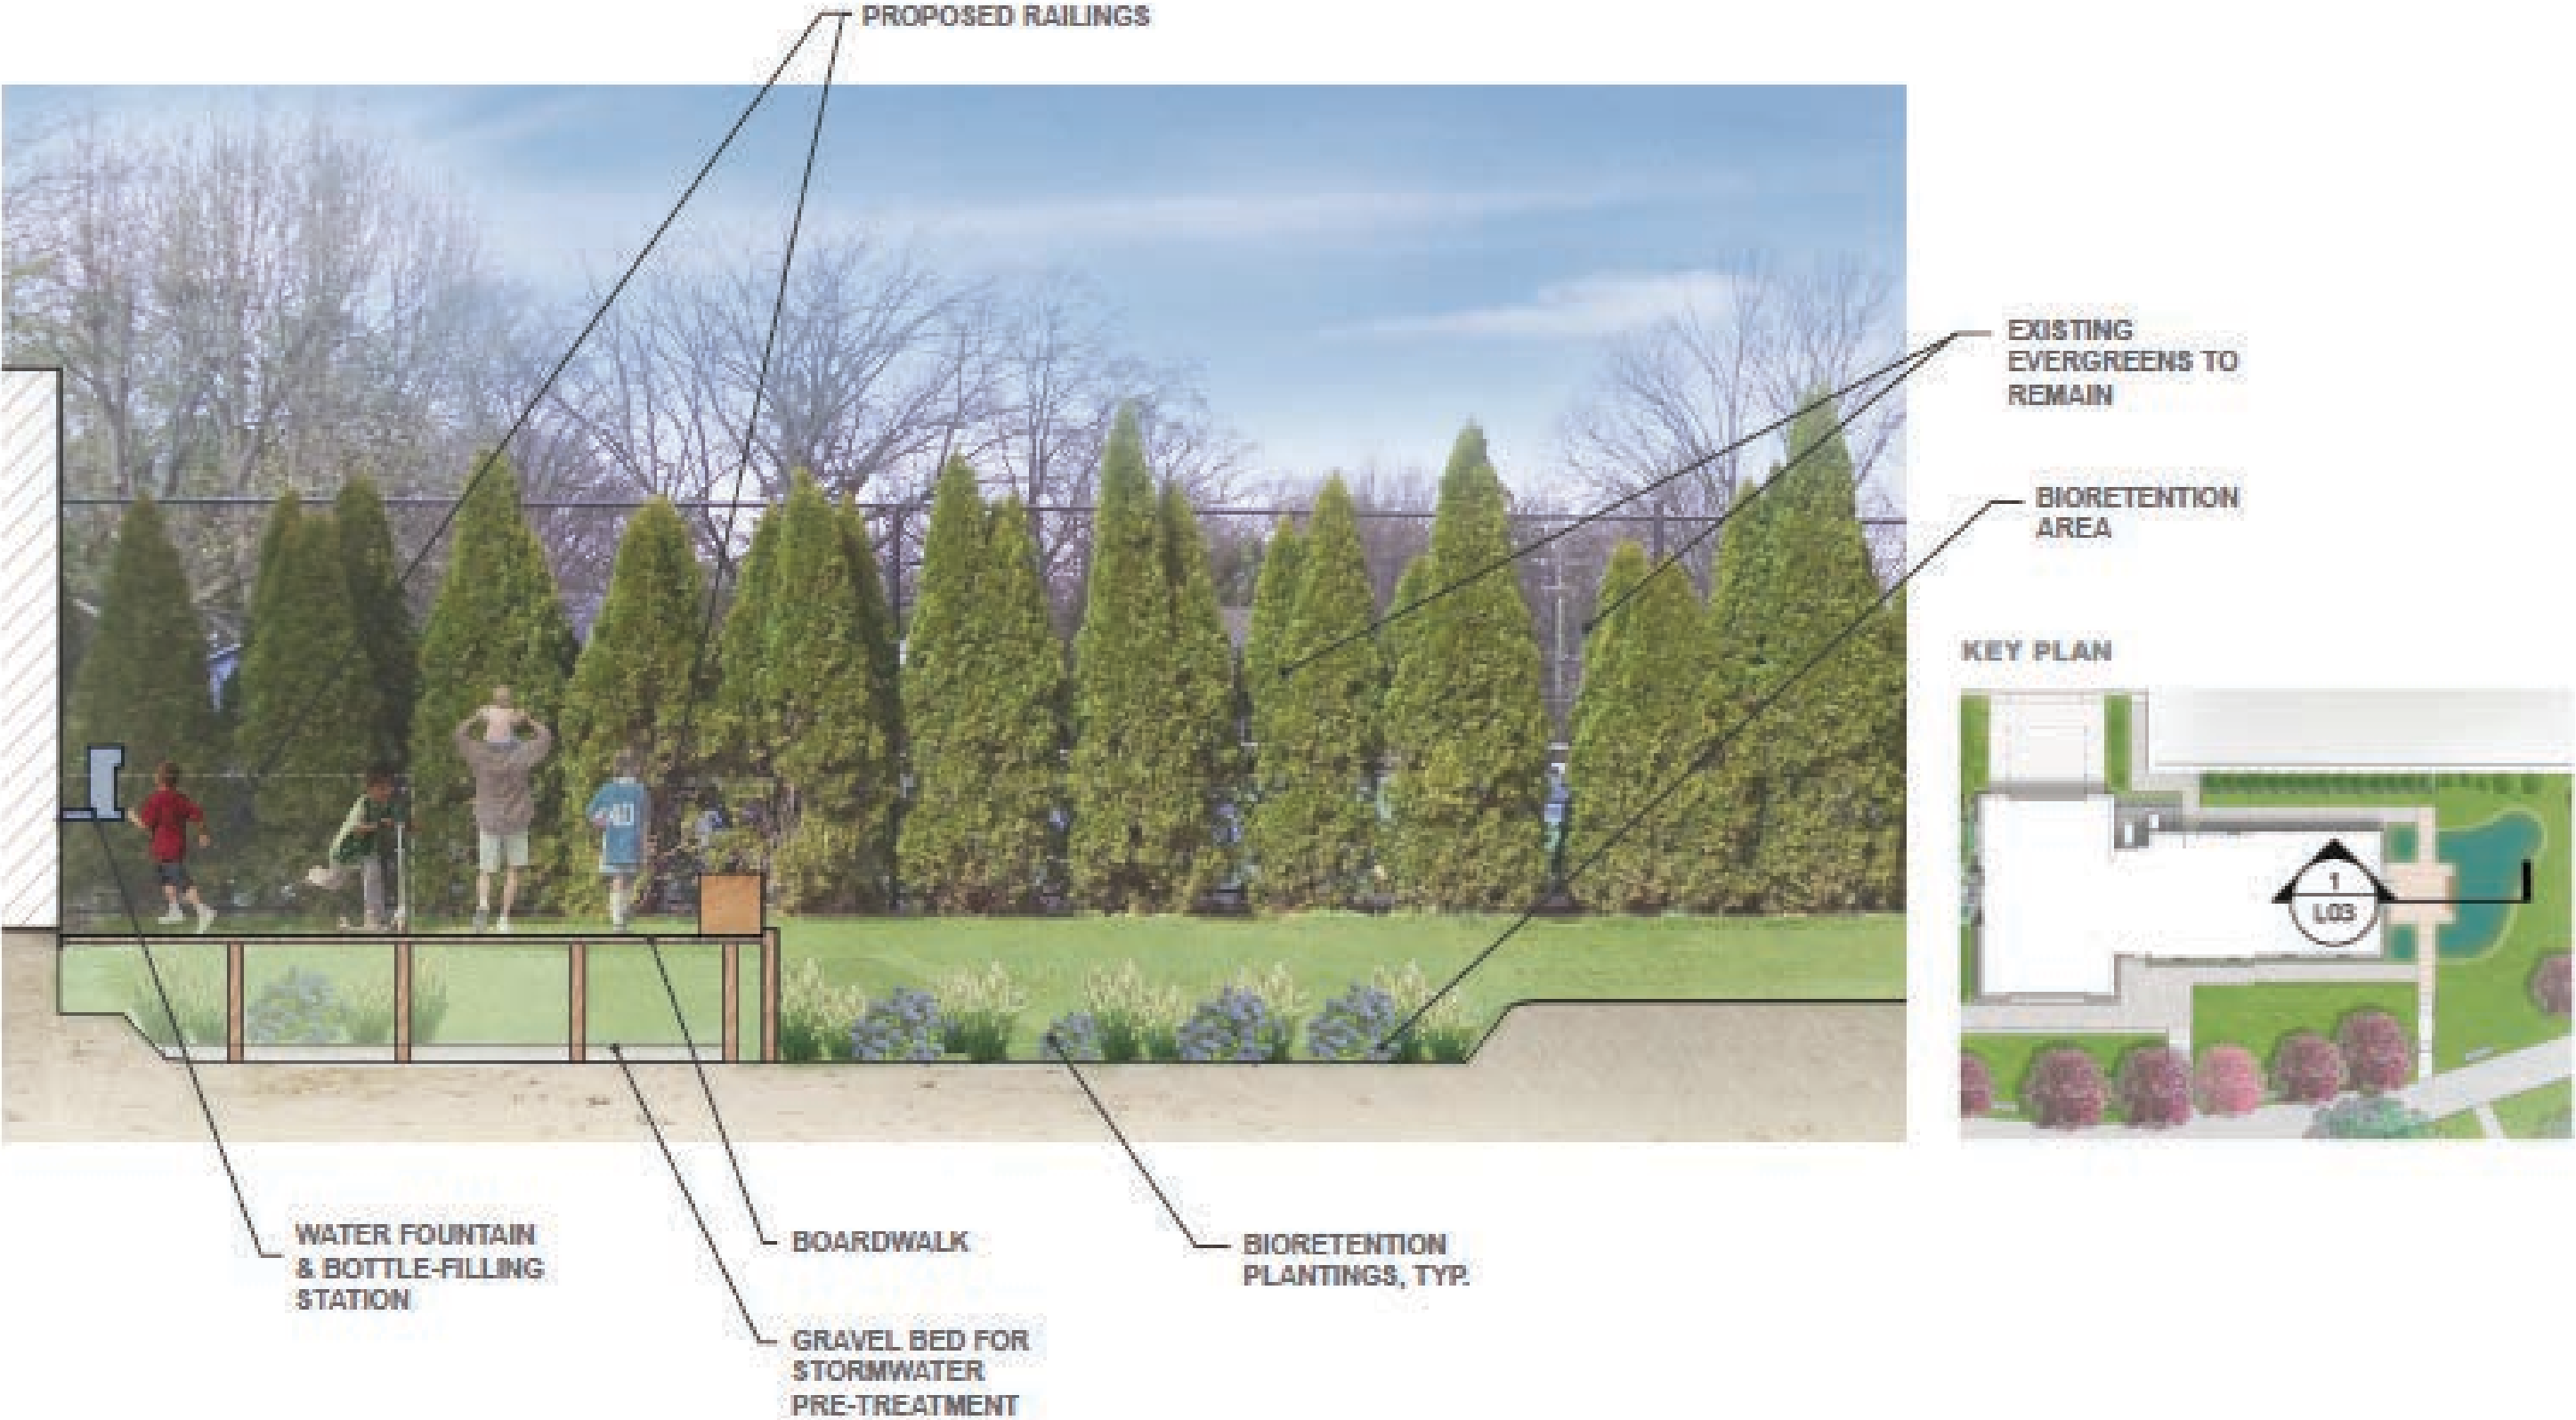 PROPOSED RAILINGS
EXISTING
EVERGREENS TO
REMAIN
BIORETENTION
AREA
KEY PLAN
1
L03
40
WATER FOUNTAIN
& BOTTLE-FILLING
STATION
BOARDWALK
GRAVEL BED FOR
STORMWATER
PRE-TREATMENT
BIORETENTION
PLANTINGS, TYP.